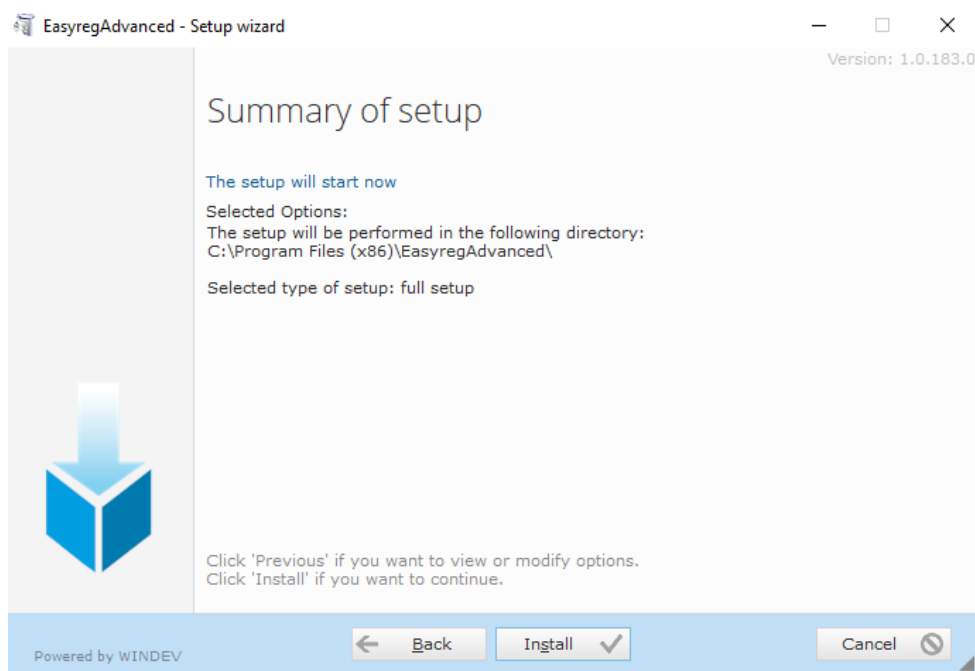 EasyregAdvanced - Setup wizard
Version: 1.0.183.0
Summary of setup
The setup will start now
Selected Options:
The setup will be performed in the following directory:
C:\Program Files (x86)\EasyregAdvanced\
Selected type of setup: full setup
Click 'Previous' if you want to view or modify options.
Click 'Install' if you want to continue.
Powered by WINDEV
Back
Install
Cancel